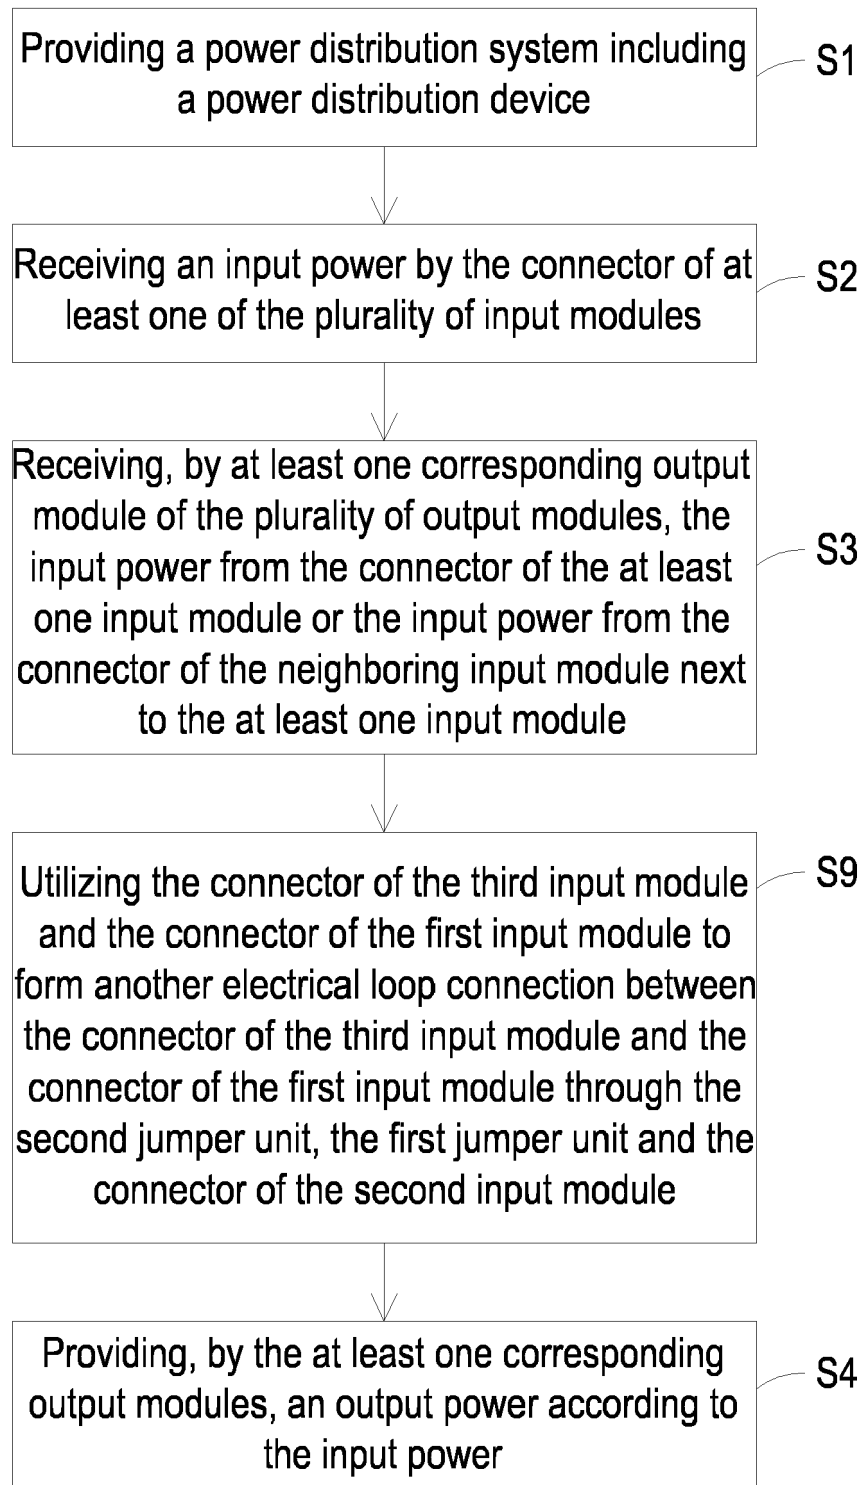 Providing a power distribution system including
a power distribution device
S1
Receiving an input power by the connector of at
least one of the plurality of input modules
S2
Receiving, by at least one corresponding output
module of the plurality of output modules, the
input power from the connector of the at least
one input module or the input power from the
connector of the neighboring input module next
to the at least one input module
S3
Utilizing the connector of the third input module
and the connector of the first input module to
form another electrical loop connection between
the connector of the third input module and the
connector of the first input module through the
second jumper unit, the first jumper unit and the
connector of the second input module
S9
Providing, by the at least one corresponding
output modules, an output power according to
the input power
S4